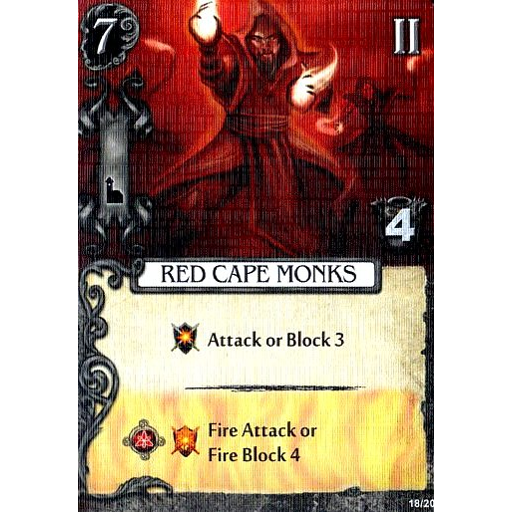 7
II
4
RED CAPE MONKS
Attack or Block 3
Fire Attack or
Fire Block 4
18/20